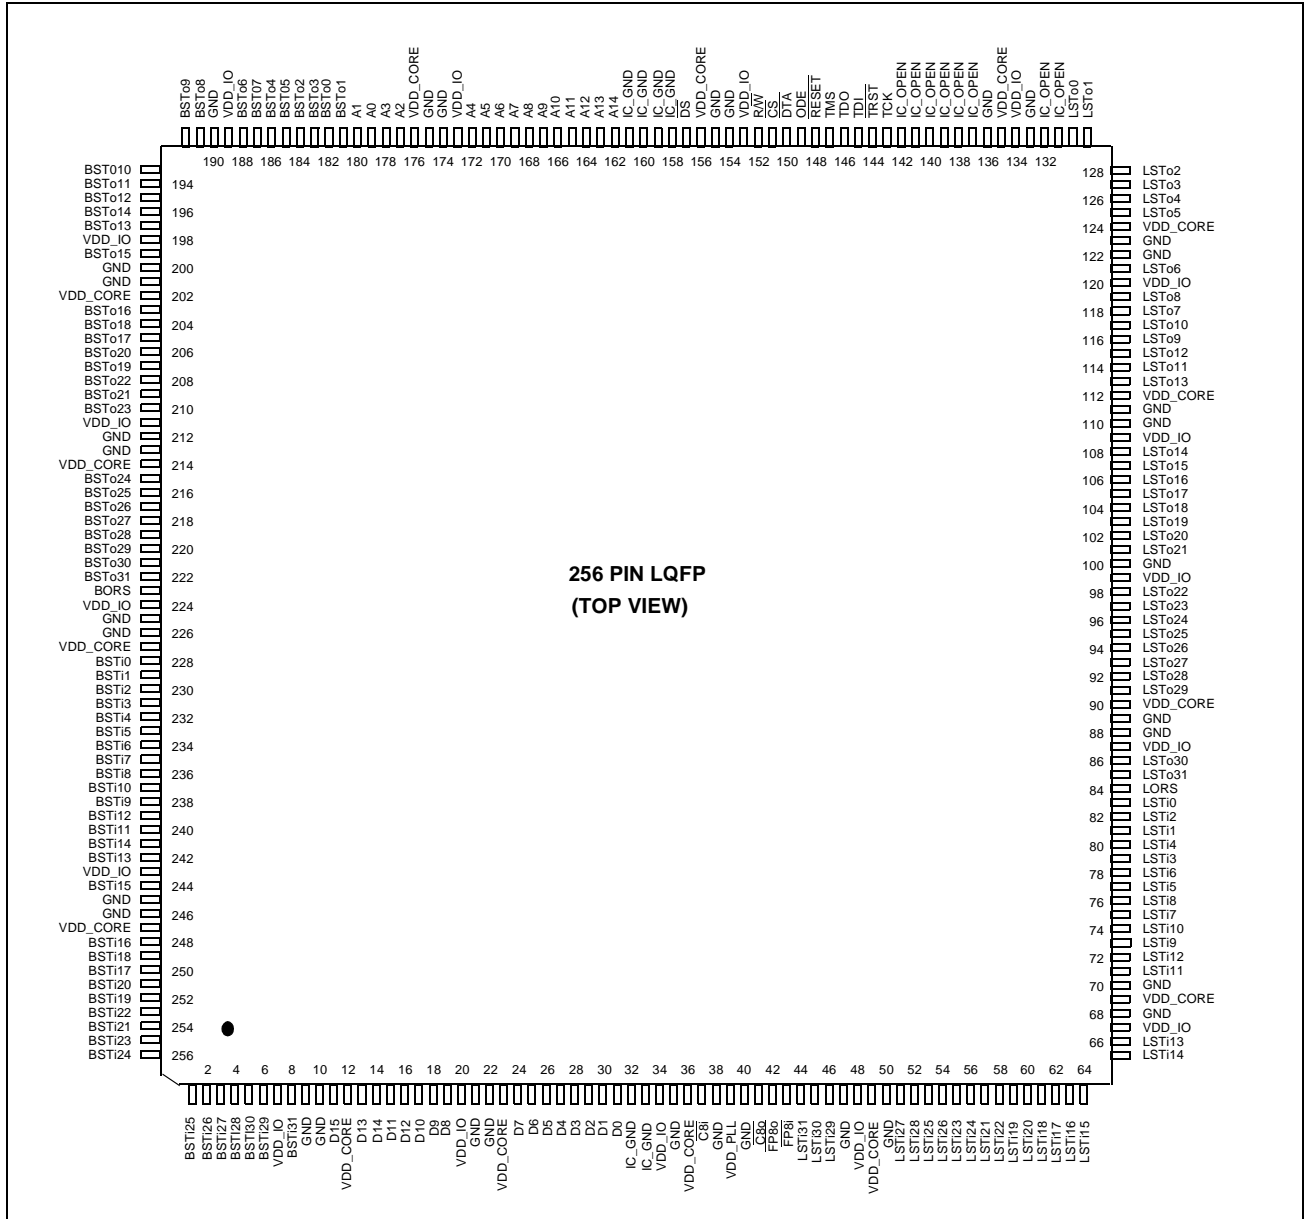 BSTo9
BSTo8
GND
VDD_IO
BSTo6
BST07
BSTo4
BST05
BSTo2
BSTo3
BSTo0
BSTo1
A1
A0
A3
A2
VDD_CORE
GND
GND
VDD_IO
A4
A5
A6
A7
A8
A9
A10
A11
A12
A13
A14
IC_GND
IC_GND
IC_GND
IC_GND
DS
VDD_CORE
GND
GND
VDD_IO
R/W
CS
DTA
ODE
RESET
TMS
TDO
TDI
TRST
TCK
IC_OPEN
IC_OPEN
IC_OPEN
IC_OPEN
IC_OPEN
IC_OPEN
GND
VDD_CORE
VDD_IO
GND
IC_OPEN
IC_OPEN
LSTo0
LSTo1
190 188 186 184 182 180 178 176 174 172 170 168 166 164 162 160 158 156 154 152 150 148 146 144 142 140 138 136 134 132
BST010
BSTo11 194
BSTo12
BSTo14 196
BSTo13
VDD_IO 198
BSTo15
GND 200
GND
VDD_CORE 202
BSTo16
BSTo18 204
BSTo17
BSTo20 206
BSTo19
BSTo22 208
BSTo21
BSTo23 210
VDD_IO
GND 212
GND
VDD_CORE 214
BSTo24
BSTo25 216
BSTo26
BSTo27 218
BSTo28
BSTo29 220
BSTo30
BSTo31 222
BORS
VDD_IO 224
GND
GND 226
VDD_CORE
BSTi0 228
BSTi1
BSTi2 230
BSTi3
BSTi4 232
BSTi5
BSTi6 234
BSTi7
BSTi8 236
BSTi10
BSTi9 238
BSTi12
BSTi11 240
BSTi14
BSTi13 242
VDD_IO
BSTi15 244
GND
GND 246
VDD_CORE
BSTi16 248
BSTi18
BSTi17 250
BSTi20
BSTi19 252
BSTi22
BSTi21 254
BSTi23
BSTi24 256
256 PIN LQFP
(TOP VIEW)
128 LSTo2
LSTo3
126 LSTo4
LSTo5
124 VDD_CORE
GND
122 GND
LSTo6
120 VDD_IO
LSTo8
118 LSTo7
LSTo10
116 LSTo9
LSTo12
114 LSTo11
LSTo13
112 VDD_CORE
GND
110 GND
VDD_IO
108 LSTo14
LSTo15
106 LSTo16
LSTo17
104 LSTo18
LSTo19
102 LSTo20
LSTo21
100 GND
VDD_IO
98 LSTo22
LSTo23
96 LSTo24
LSTo25
94 LSTo26
LSTo27
92 LSTo28
LSTo29
90 VDD_CORE
GND
88 GND
VDD_IO
86 LSTo30
LSTo31
84 LORS
LSTi0
82 LSTi2
LSTi1
80 LSTi4
LSTi3
78 LSTi6
LSTi5
76 LSTi8
LSTi7
74 LSTi10
LSTi9
72 LSTi12
LSTi11
70 GND
VDD_CORE
68 GND
VDD_IO
66 LSTi13
LSTi14
2 4 6 8 10 12 14 16 18 20 22 24 26 28 30 32 34 36 38 40 42 44 46 48 50 52 54 56 58 60 62 64
BSTi25
BSTi26
BSTi27
BSTi28
BSTi30
BSTi29
VDD_IO
BSTi31
GND
GND
D15
VDD_CORE
D13
D14
D11
D12
D10
D9
D8
VDD_IO
GND
GND
VDD_CORE
D7
D6
D5
D4
D3
D2
D1
D0
IC_GND
IC_GND
VDD_IO
GND
VDD_CORE
C8i
GND
VDD_PLL
GND
C8o
FP8o
FP8i
LSTi31
LSTi30
LSTi29
GND
VDD_IO
VDD_CORE
GND
LSTi27
LSTi28
LSTi25
LSTi26
LSTi23
LSTi24
LSTi21
LSTi22
LSTi19
LSTi20
LSTi18
LSTi17
LSTi16
LSTi15